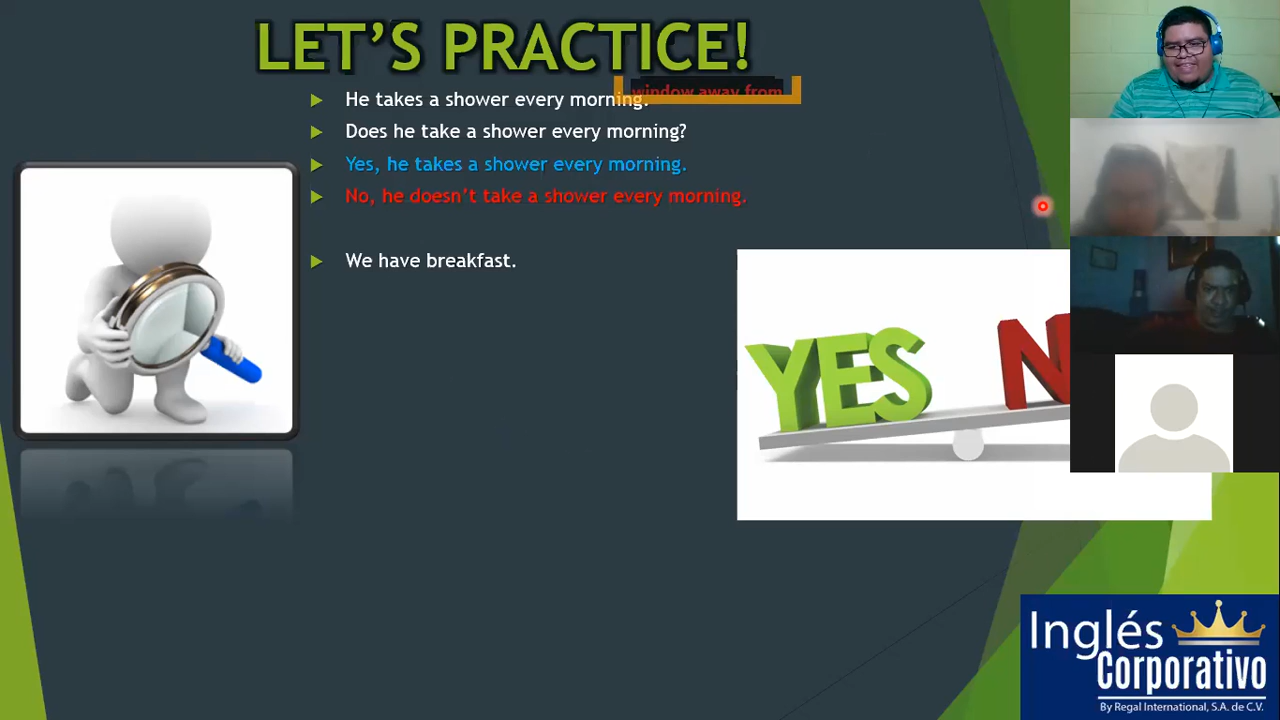 LET'S PRACTICE!
window away from
He takes a shower every morning.
Does he take a shower every morning?
Yes, he takes a shower every morning.
No, he doesn't take a shower every morning.
We have breakfast.
YES N
Inglés
Corporativo
By Regal International, S.A. de C.V.